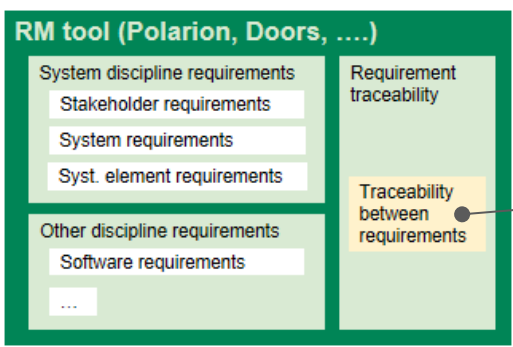 RM tool (Polarion, Doors, ….)
System discipline requirements
Stakeholder requirements
System requirements
Syst. element requirements
Other discipline requirements
Software requirements
…
Requirement
traceability
Traceability
between
requirements